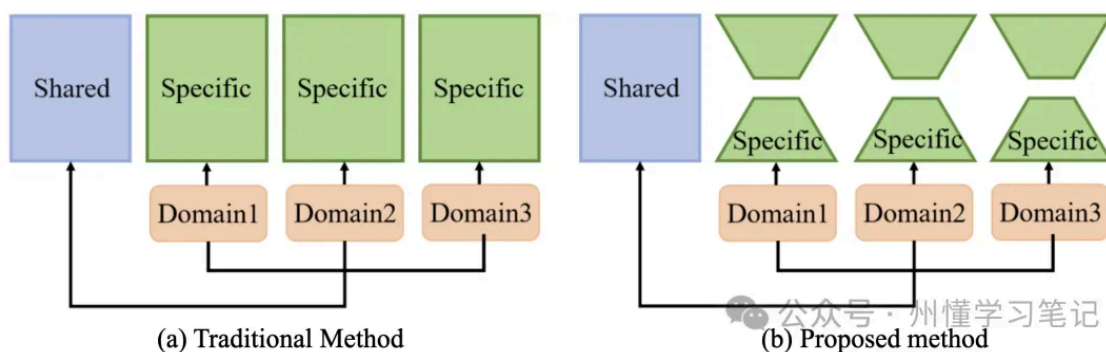 Shared
Specific
Specific
Specific
Domain1
Domain2
Domain3
(a) Traditional Method
Shared
Specific
Specific
Specific
Domain1
Domain2
Domain3
(b) Proposed method
公众号 · 州懂学习笔记